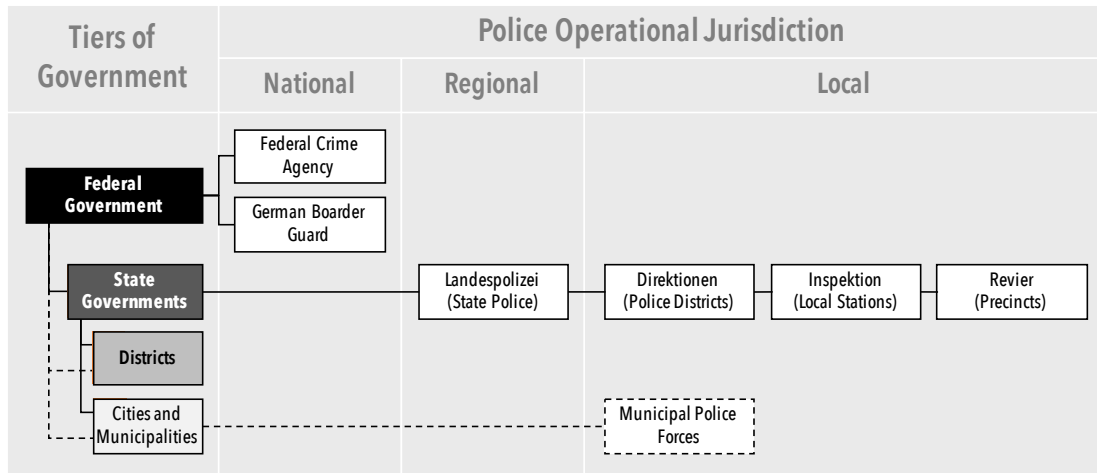 Tiers of
Government
Police Operational Jurisdiction
National
Regional
Local
Federal Crime
Agency
Federal
Government
German Boarder
Guard
State
Governments
Landespolizei
(State Police)
Direktionen
(Police Districts)
Inspektion
(Local Stations)
Revier
(Precincts)
Districts
Cities and
Municipalities
Municipal Police
Forces